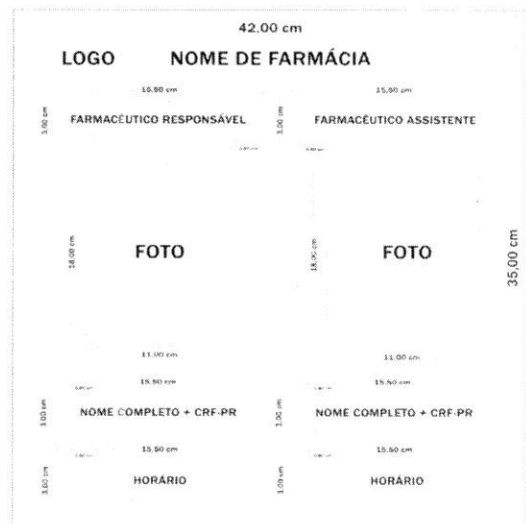 42,00 cm
LOGO NOME DE FARMÁCIA
15,50 cm
3,00 cm FARMACÊUTICO RESPONSÁVEL 3,00 cm FARMACÊUTICO ASSISTENTE
18,00 cm FOTO 18,00 cm FOTO 35,00 cm
11,00 cm 11,00 cm
15,50 cm 15,50 cm
3,00 cm NOME COMPLETO + CRF-PR 3,00 cm NOME COMPLETO + CRF-PR
15,50 cm 15,50 cm
3,00 cm HORÁRIO 3,00 cm HORÁRIO